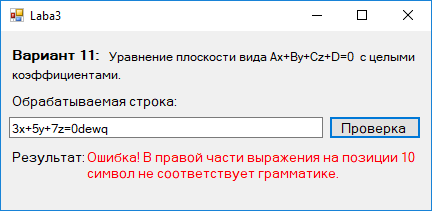 Laba3
Вариант 11: Уравнение плоскости вида Ax+By+Cz+D=0 с целыми
коэффициентами.
Обрабатываемая строка:
3x+5y+7z=0dewq Проверка
Результат: Ошибка! В правой части выражения на позиции 10
символ не соответствует грамматике.